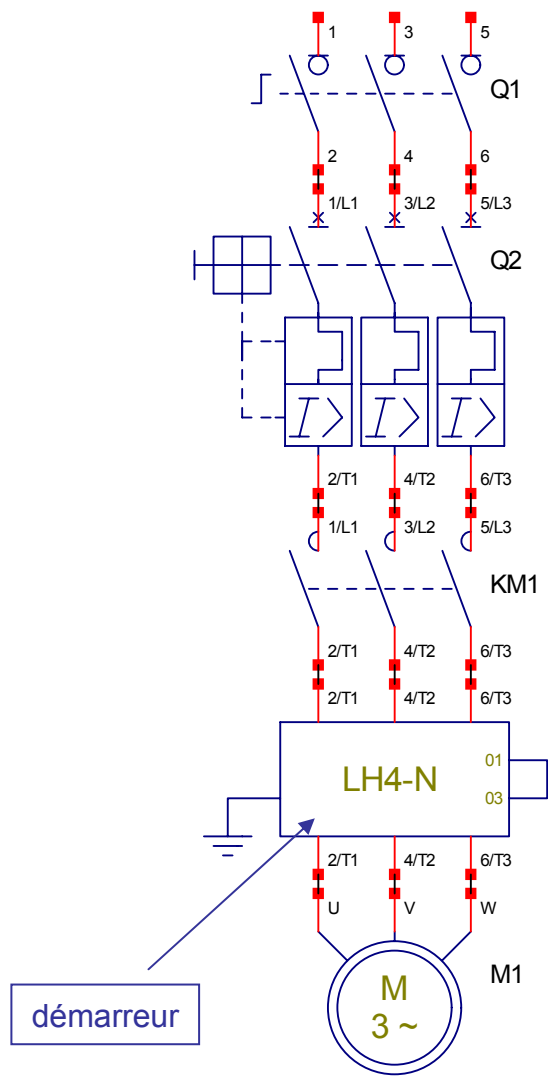 1 3 5
Q1
2 4 6
1/L1 3/L2 5/L3
Q2
2/T1 4/T2 6/T3
1/L1 3/L2 5/L3
KM1
2/T1 4/T2 6/T3
2/T1 4/T2 6/T3
LH4-N
01
03
2/T1 4/T2 6/T3
U V W
M1
M
3 ~
démarreur